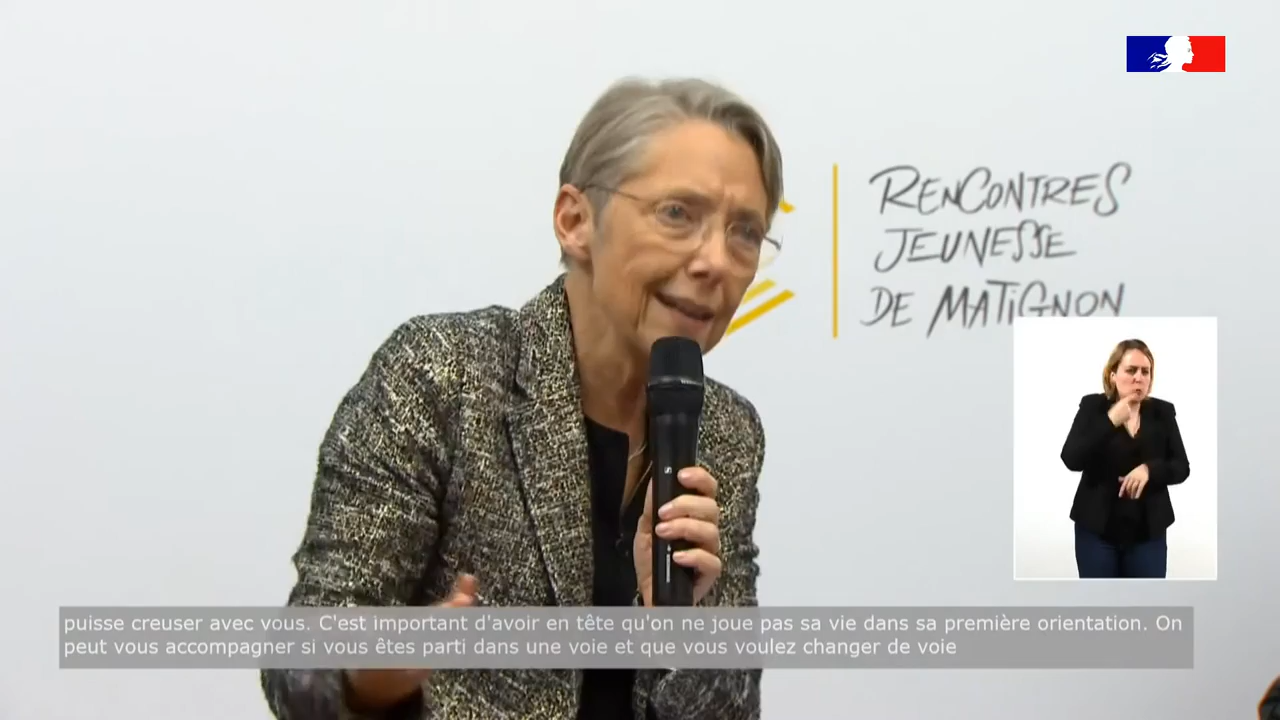 RENCONTRES
JEUNESSE
DE MATIGNON
puisse creuser avec vous. C'est important d'avoir en tête qu'on ne joue pas sa vie dans sa première orientation. On
peut vous accompagner si vous êtes parti dans une voie et que vous voulez changer de voie